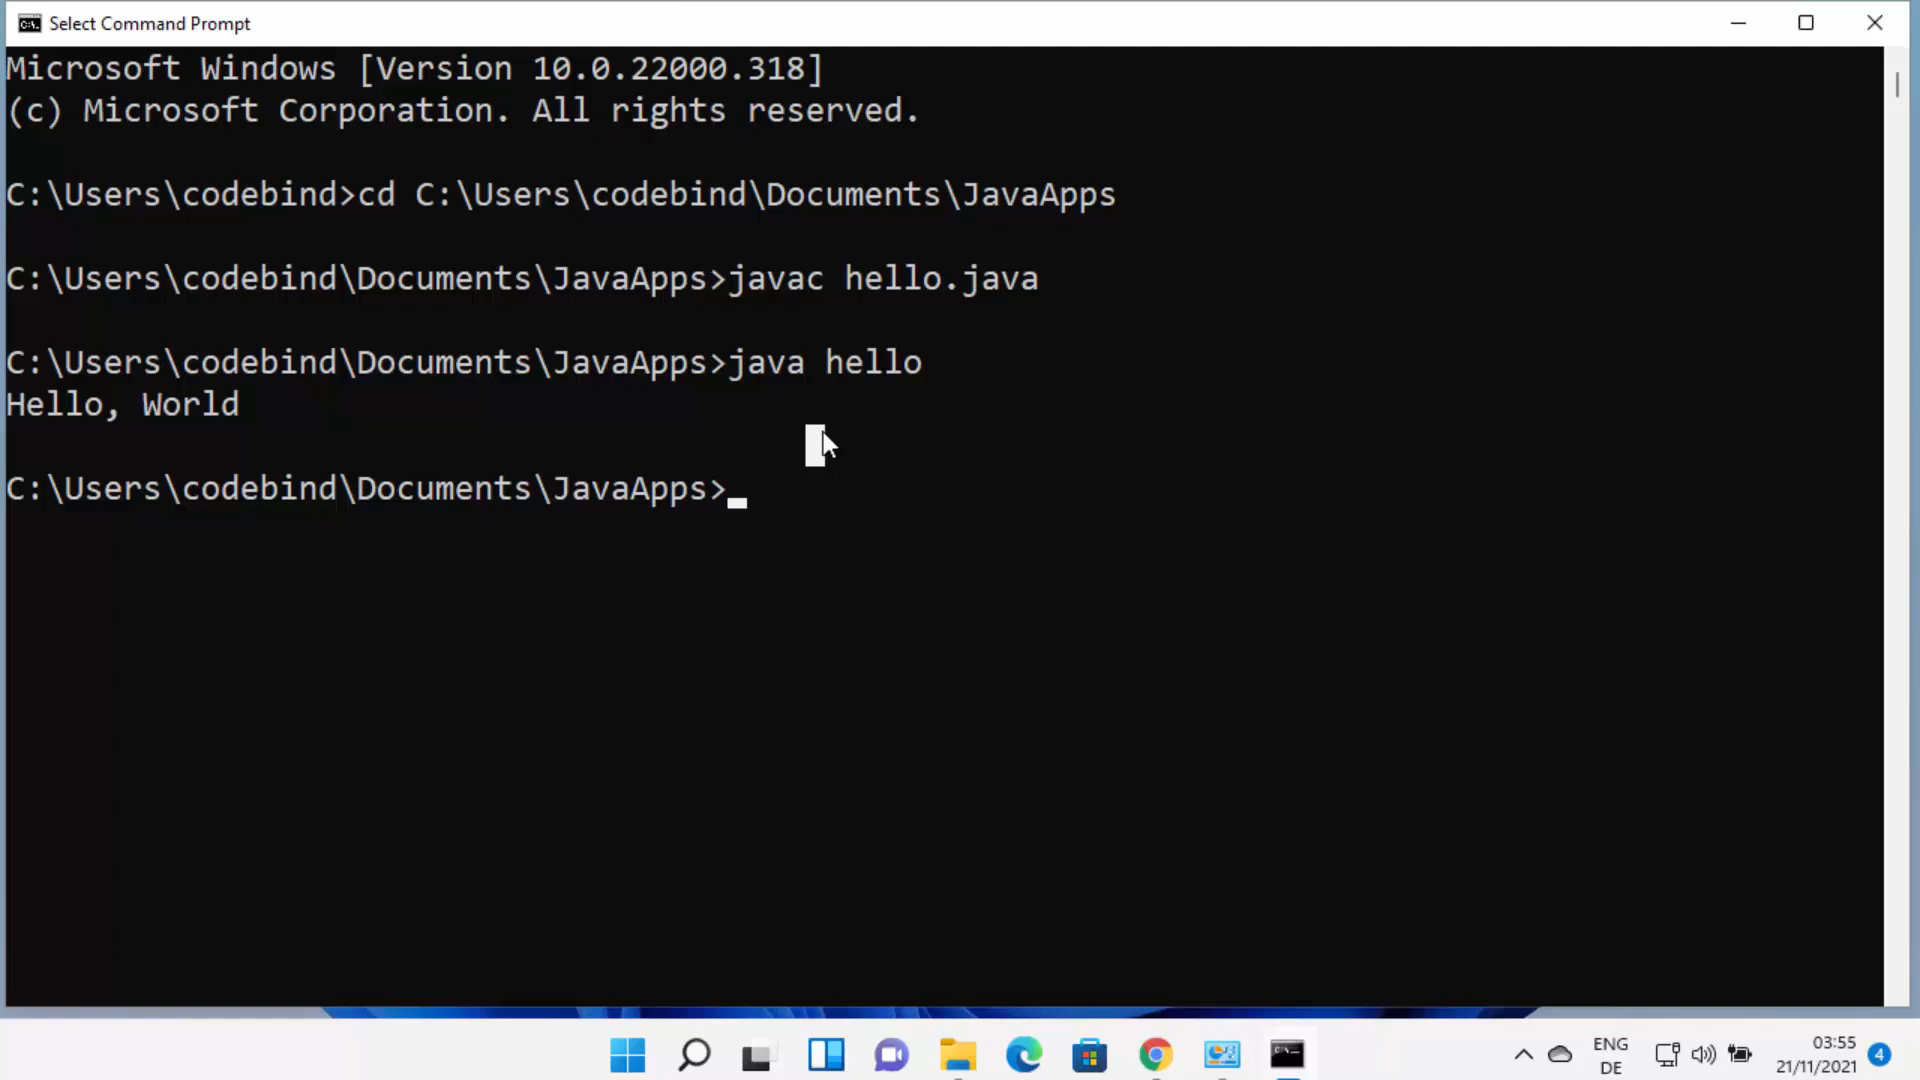 Select Command Prompt
Microsoft Windows [Version 10.0.22000.318]
(c) Microsoft Corporation. All rights reserved.
C:\Users\codebind>cd C:\Users\codebind\Documents\JavaApps
C:\Users\codebind\Documents\JavaApps>javac hello.java
C:\Users\codebind\Documents\JavaApps>java hello
Hello, World
C:\Users\codebind\Documents\JavaApps>
ENG
DE
03:55
21/11/2021
4